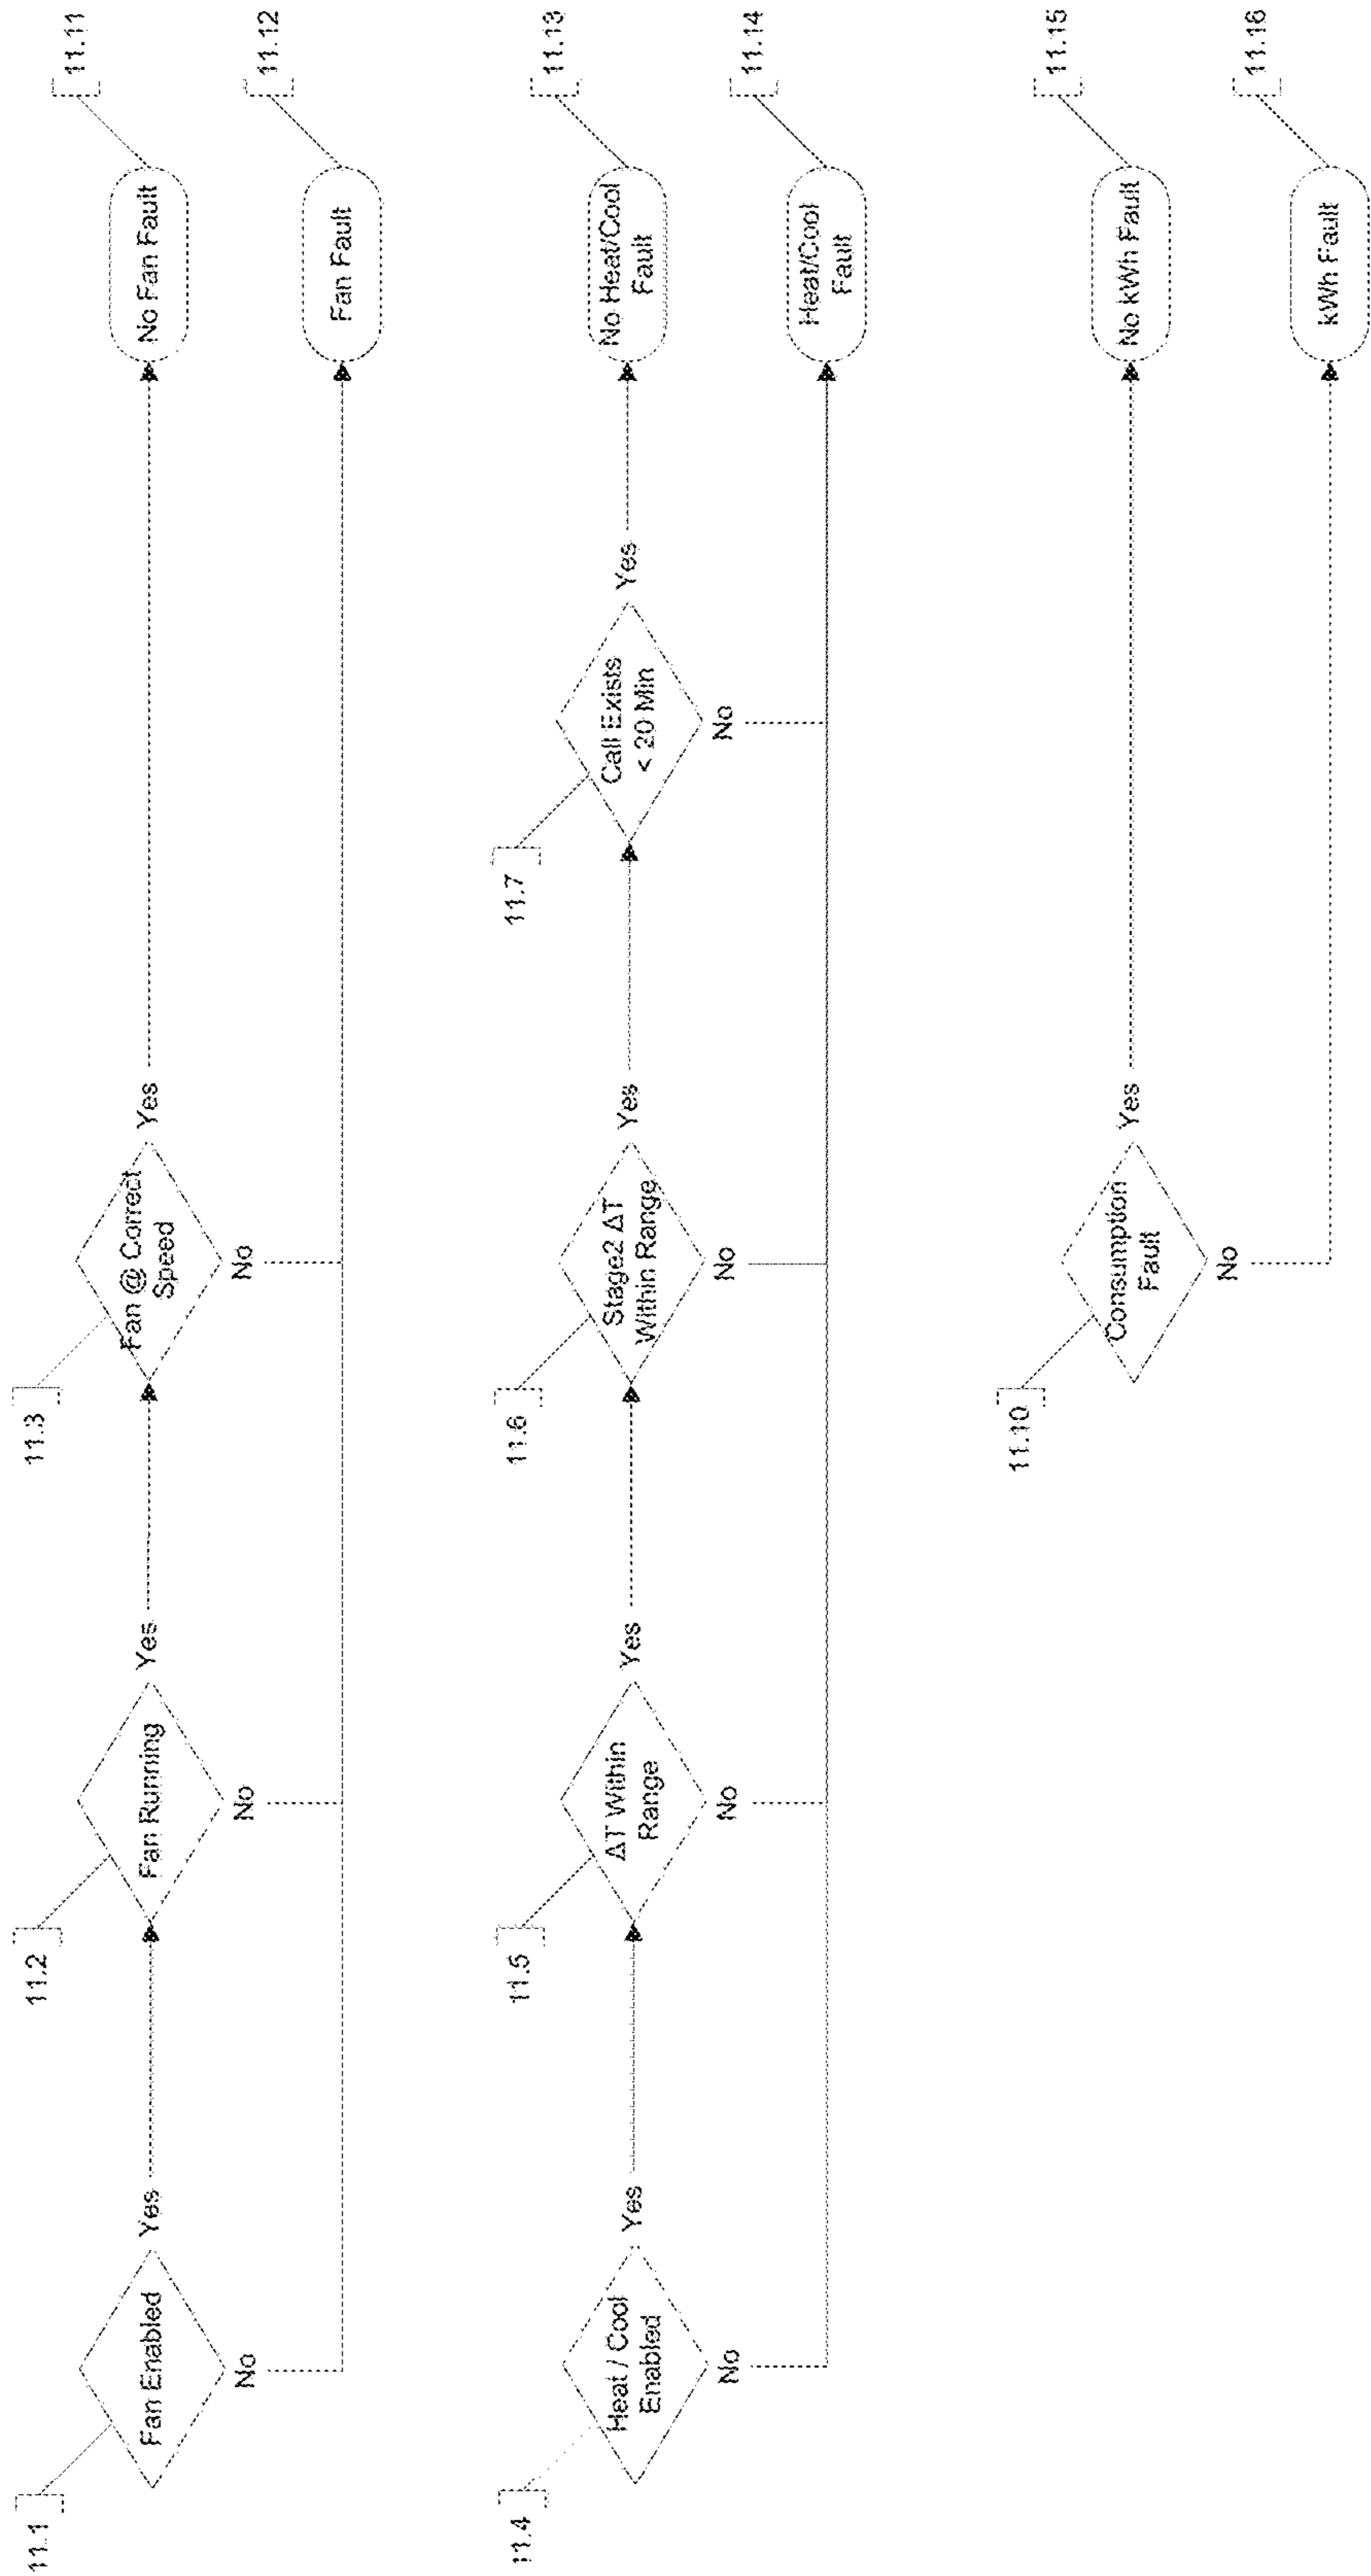 11.1
Fan Enabled
Yes
No
11.2
Fan Running
Yes
No
11.3
Fan @ Correct
Speed
Yes
No
No Fan Fault
11.11
Fan Fault
11.12
11.4
Heat / Cool
Enabled
Yes
No
11.5
ΔT Within
Range
Yes
No
11.6
Stage2 ΔT
Within Range
Yes
No
11.7
Call Exists
< 20 Min
Yes
No
No Heat/Cool
Fault
11.13
Heat/Cool
Fault
11.14
11.10
Consumption
Fault
Yes
No
No kWh Fault
11.15
kWh Fault
11.16